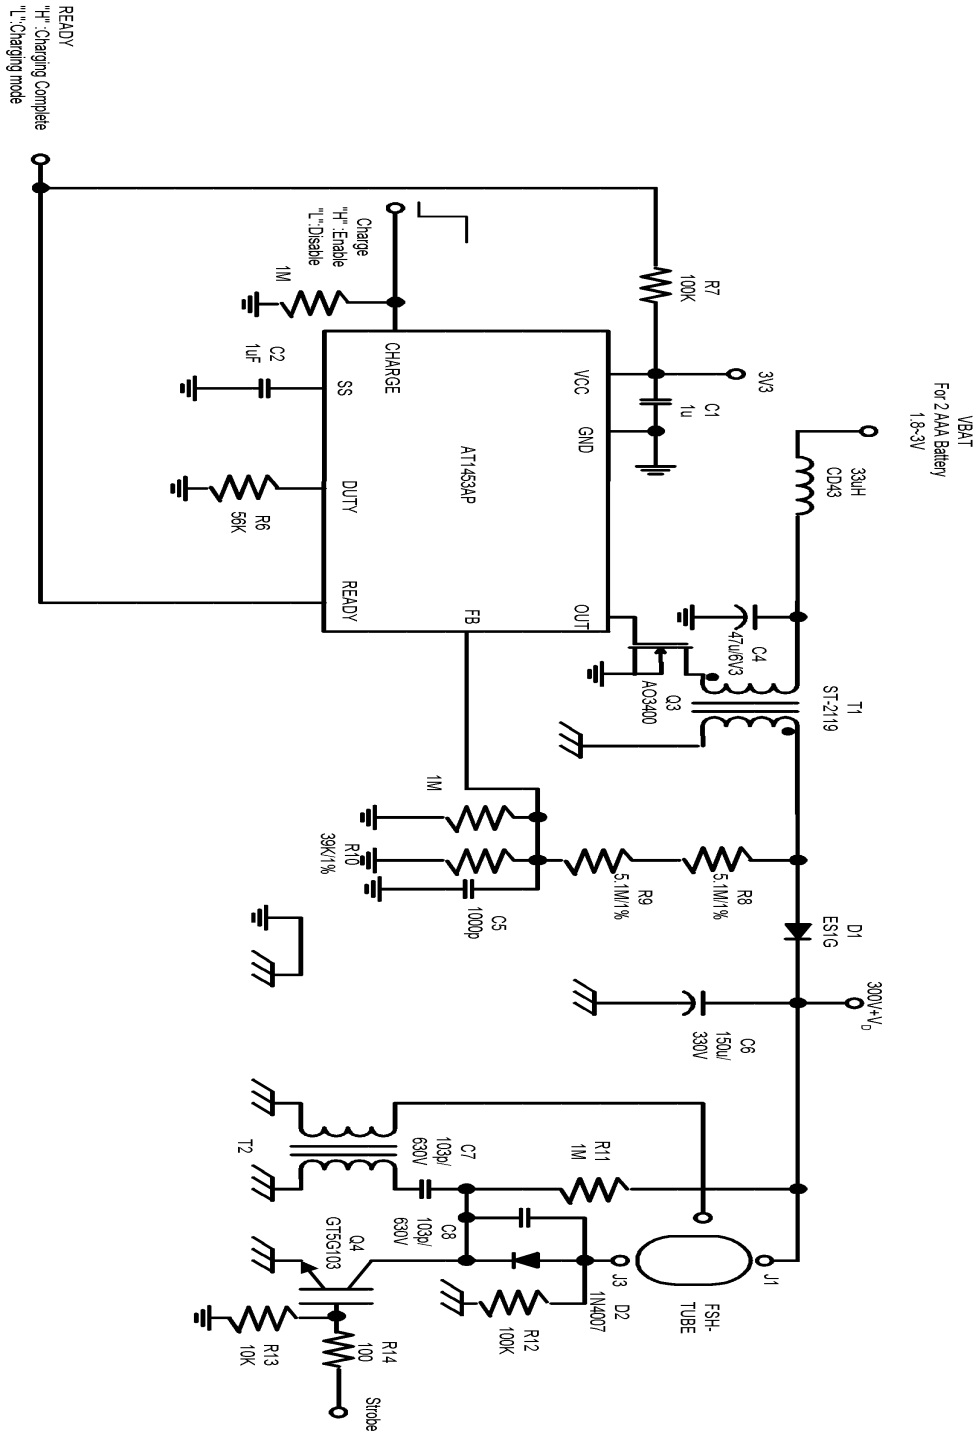 VBAT
For 2 AAA Battery
1.8~3V
33uH
CD43
3V3
R7
100K
C1
1u
C4
47u/6V3
T1
ST-2119
Q3
AO3400
R8
5.1M/1%
R9
5.1M/1%
D1
ES1G
300V+VD
C6
150u/
330V
READY
"H" :Charging Complete
"L":Charging mode
Charge
"H" :Enable
"L":Disable
1M
C2
1uF
R6
56K
VCC
GND
OUT
CHARGE
SS
DUTY
READY
FB
AT1453AP
1M
R10
39K/1%
C5
1000p
R11
1M
C7
103p/
630V
T2
C8
103p/
630V
J1
FSH-
TUBE
J3
D2
1N4007
R12
100K
Q4
GT5G103
R14
100
R13
10K
Strobe